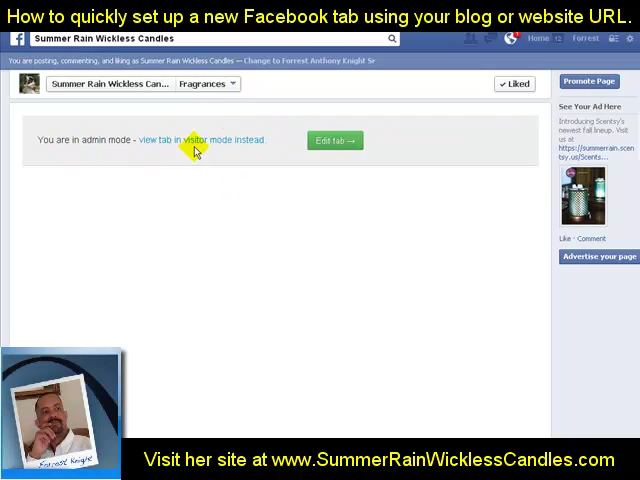 How to quickly set up a new Facebook tab using your blog or website URL.
Summer Rain Wickless Candles
Home 12 Forrest
You are posting, commenting, and liking as Summer Rain Wickless Candles — Change to Forrest Anthony Knight Sr
Summer Rain Wickless Can... Fragrances
Liked
Promote Page
See Your Ad Here
Introducing Scentsy's
newest fall lineup. Visit
us at
https://summerrain.scen
tsy.us/Scents...
Like · Comment
Advertise your page
You are in admin mode - view tab in visitor mode instead.
Edit tab →
Forrest Knight
Visit her site at www.SummerRainWicklessCandles.com